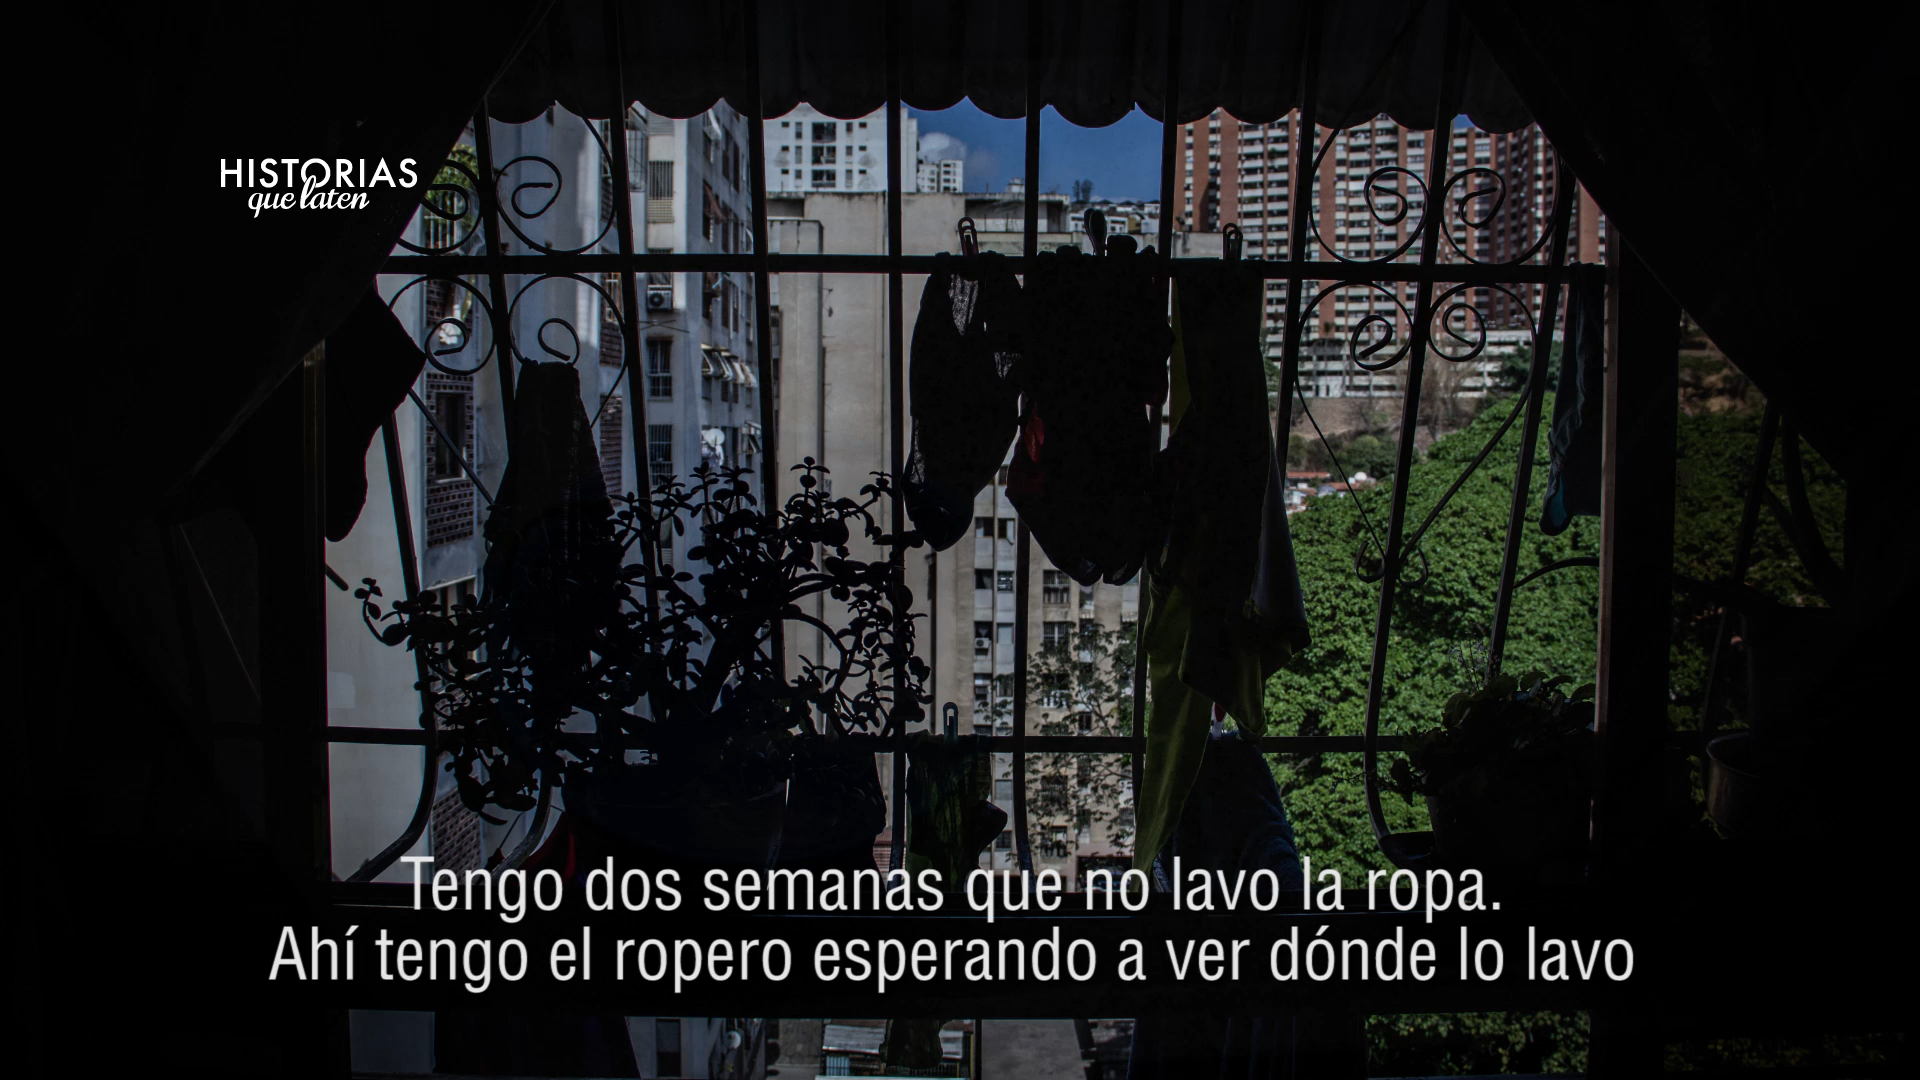 HISTORIAS
que laten
Tengo dos semanas que no lavo la ropa.
Ahí tengo el ropero esperando a ver dónde lo lavo